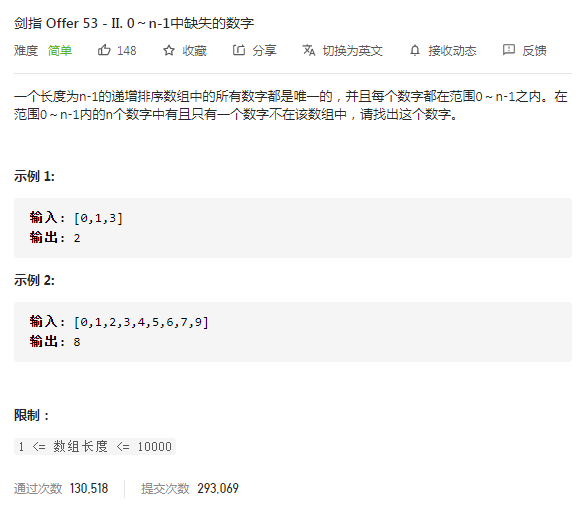 剑指 Offer 53 - II. 0～n-1中缺失的数字
难度 简单 148 收藏 分享 切换为英文 接收动态 反馈
一个长度为n-1的递增排序数组中的所有数字都是唯一的，并且每个数字都在范围0～n-1之内。在
范围0～n-1内的n个数字中有且只有一个数字不在该数组中，请找出这个数字。
示例 1:
输入: [0,1,3]
输出: 2
示例 2:
输入: [0,1,2,3,4,5,6,7,9]
输出: 8
限制：
1 <= 数组长度 <= 10000
通过次数 130,518 提交次数 293,069